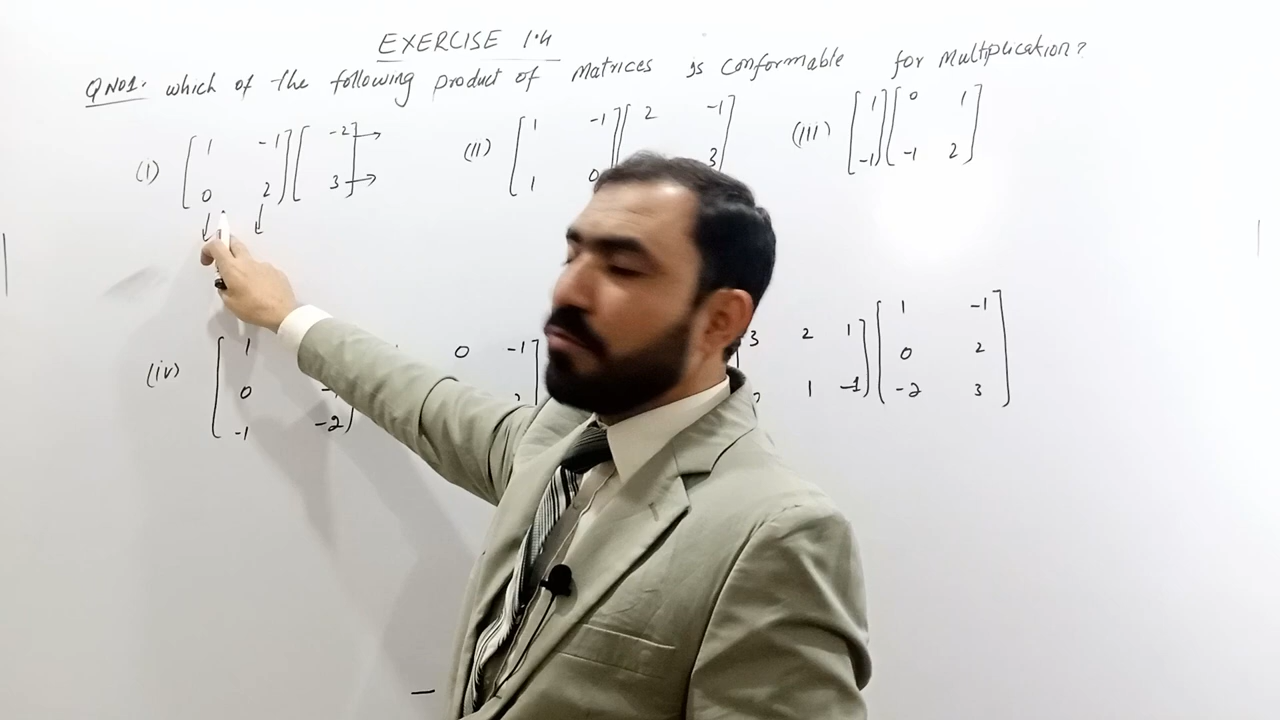 EXERCISE 1.4
Q NO1. which of the following product of matrices is conformable for multiplication?
(i) [1 -1] [-2] (ii) [1 -1] [2 -1] (iii) [1] [0 1]
[0 2] [3] [1 0 3] [-1] [-1 2]
(iv) [1 0 -1] 3 2 1] [1 -1]
0 1 -1] [0 2]
-1 -2] [-2 3]